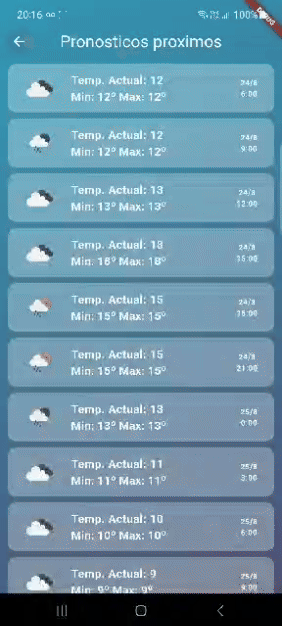 20:16
100%
Pronosticos proximos
Temp. Actual: 12
24/8
Min: 12º Max: 12º
6:00
Temp. Actual: 12
24/8
Min: 12º Max: 12º
9:00
Temp. Actual: 13
24/8
Min: 13º Max: 13º
12:00
Temp. Actual: 18
24/8
Min: 18º Max: 18º
Temp. Actual: 15
24/8
Min: 15º Max: 15º
Temp. Actual: 15
24/8
Min: 15º Max: 15º
21:00
Temp. Actual: 13
25/8
Min: 13º Max: 13º
0:00
Temp. Actual: 11
25/8
Min: 11º Max: 11º
3:00
Temp. Actual: 10
25/8
Min: 10º Max: 10º
6:00
Temp. Actual: 9
25/8
Min: 9º Max: 9º
9:00